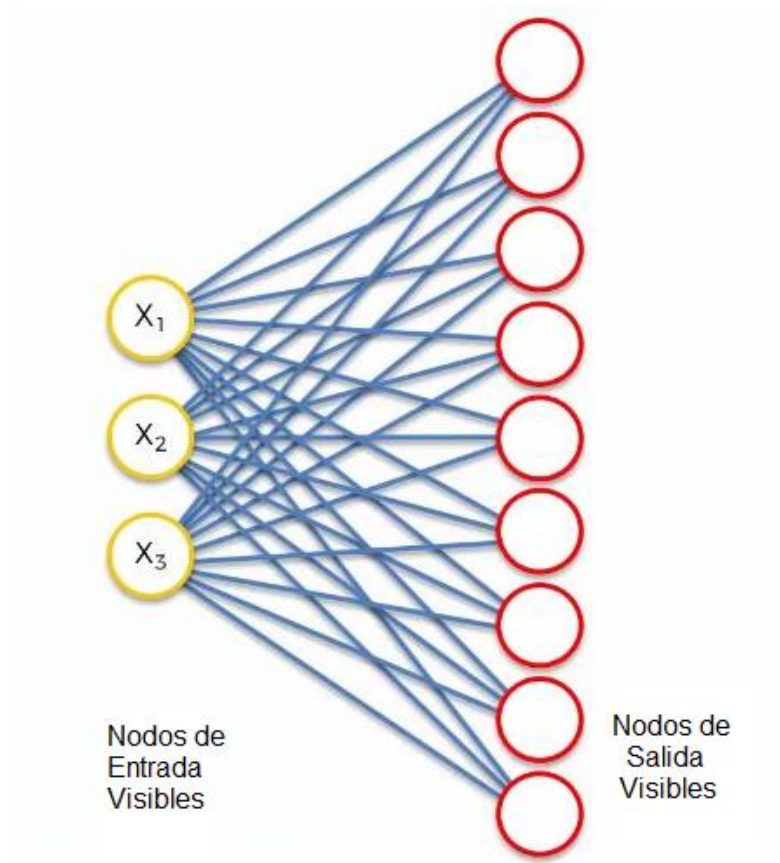 X₁
X₂
X₃
Nodos de
Entrada
Visibles
Nodos de
Salida
Visibles